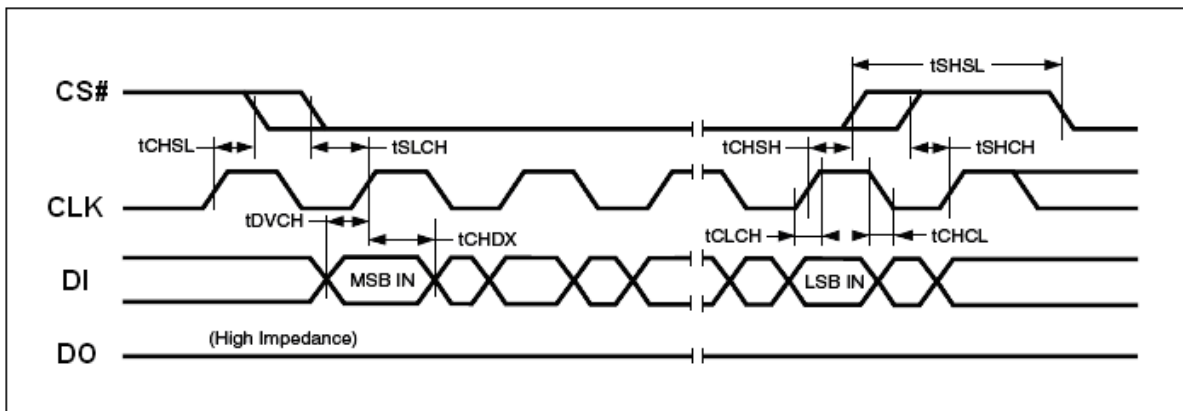 tSHSL
CS#
tCHSL
tSLCH
tCHSH
tSHCH
CLK
tDVCH
tCHDX
tCLCH
tCHCL
DI
MSB IN
LSB IN
(High Impedance)
DO